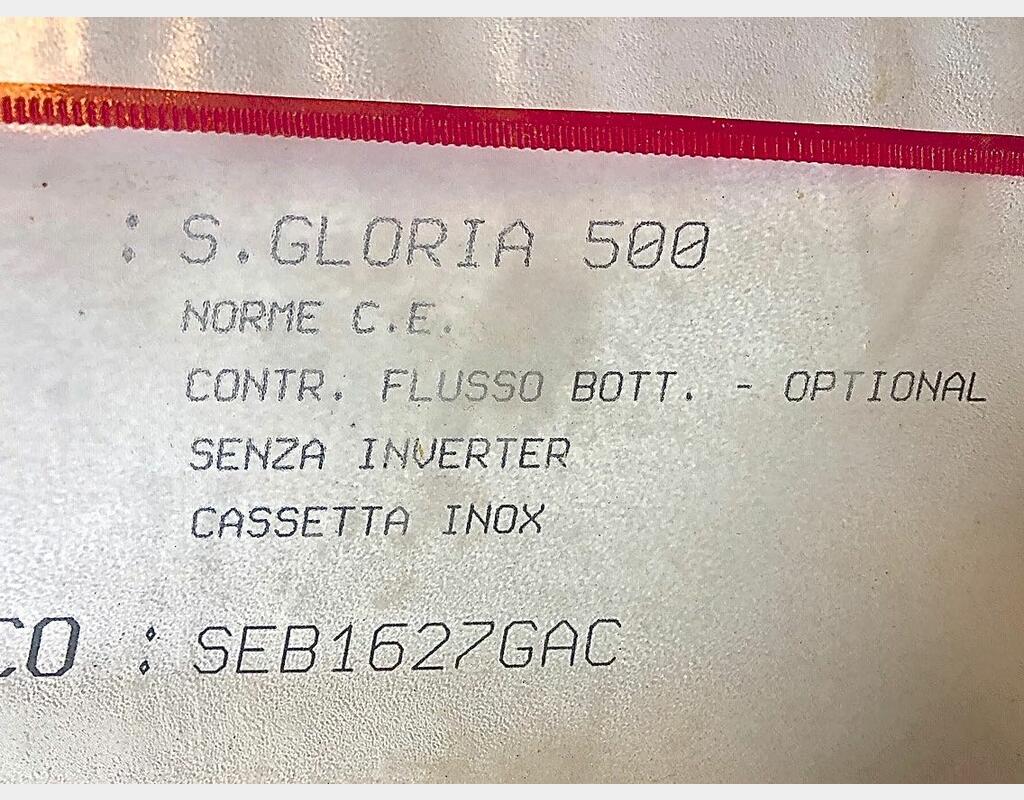 : S.GLORIA 500
NORME C.E.
CONTR. FLUSSO BOTT. - OPTIONAL
SENZA INVERTER
CASSETTA INOX
CO : SEB1627GAC